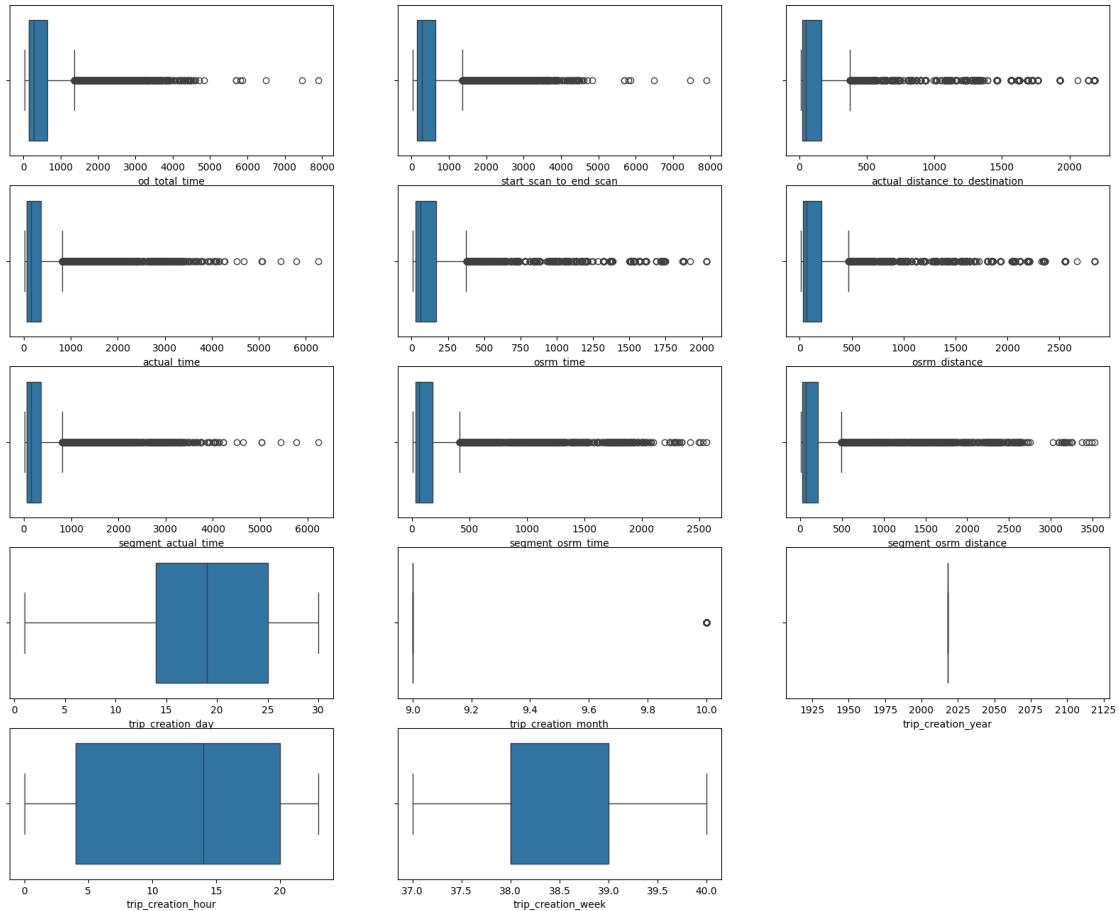 0 1000 2000 3000 4000 5000 6000 7000 8000
od_total_time
0 1000 2000 3000 4000 5000 6000 7000 8000
start_scan_to_end_scan
0 500 1000 1500 2000
actual_distance_to_destination
0 1000 2000 3000 4000 5000 6000
actual_time
0 250 500 750 1000 1250 1500 1750 2000
osrm_time
0 500 1000 1500 2000 2500
osrm_distance
0 1000 2000 3000 4000 5000 6000
segment_actual_time
0 500 1000 1500 2000 2500
segment_osrm_time
0 500 1000 1500 2000 2500 3000 3500
segment_osrm_distance
0 5 10 15 20 25 30
trip_creation_day
9.0 9.2 9.4 9.6 9.8 10.0
trip_creation_month
1925 1950 1975 2000 2025 2050 2075 2100 2125
trip_creation_year
0 5 10 15 20
trip_creation_hour
37.0 37.5 38.0 38.5 39.0 39.5 40.0
trip_creation_week